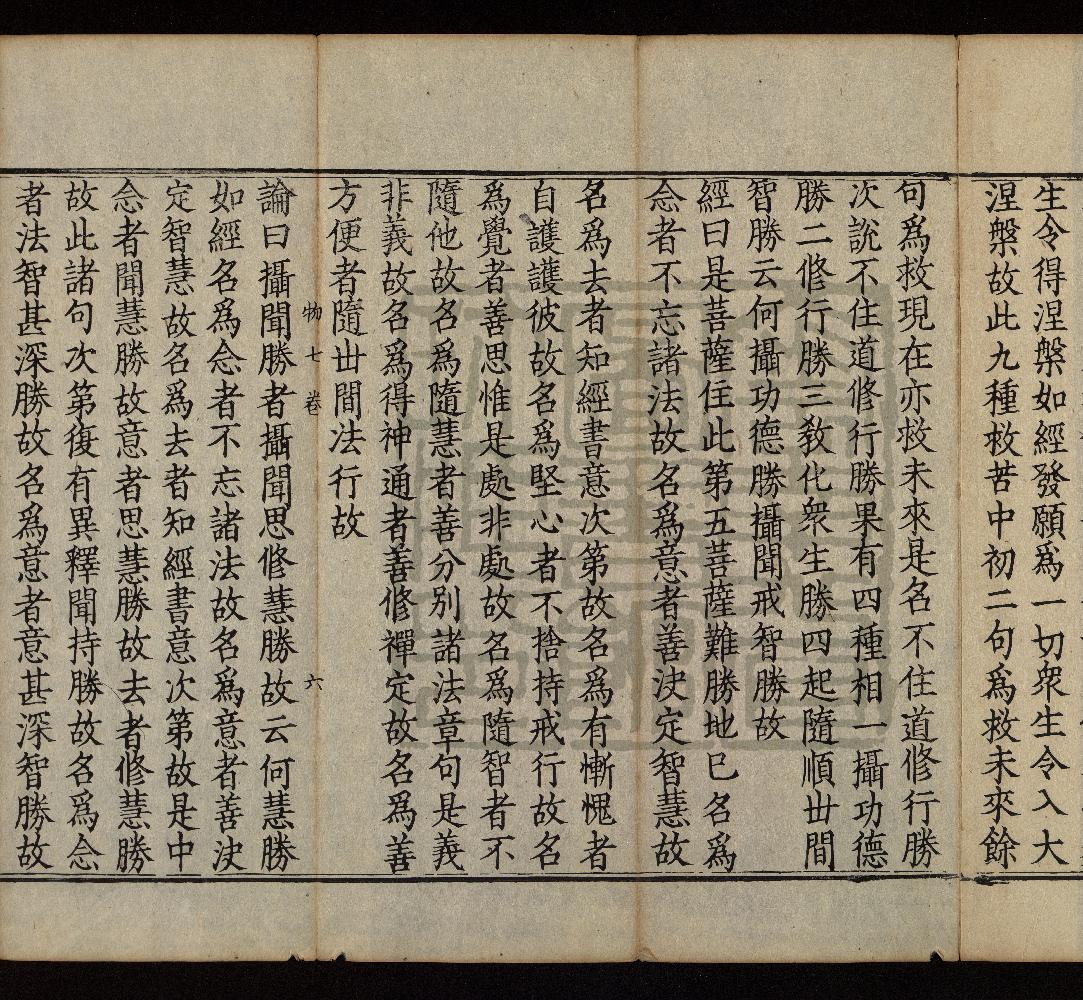 生令得涅槃如經發願爲一切衆生令入大
涅槃故此九種救苦中初二句爲救未來餘
句爲救現在亦救未來是名不住道修行勝
次說不住道修行勝果有四種相一攝功德
勝二修行勝三教化衆生勝四起隨順丗間
智勝云何攝功德勝攝聞戒智勝故
經曰是菩薩住此第五菩薩難勝地已名爲
念者不忘諸法故名爲意者善決定智慧故
名爲去者知經書意次第故名爲有慚愧者
自護護彼故名爲堅心者不捨持戒行故名
爲覺者善思惟是處非處故名爲隨智者不
隨他故名爲隨慧者善分別諸法章句是義
非義故名爲得神通者善修禪定故名爲善
方便者隨丗間法行故
物七卷 六
論曰攝聞勝者攝聞思修慧勝故云何慧勝
如經名爲念者不忘諸法故名爲意者善決
定智慧故名爲去者知經書意次第故是中
念者聞慧勝故意者思慧勝故去者修慧勝
故此諸句次第復有異釋聞持勝故名爲念
者法智甚深勝故名爲意者意甚深智勝故